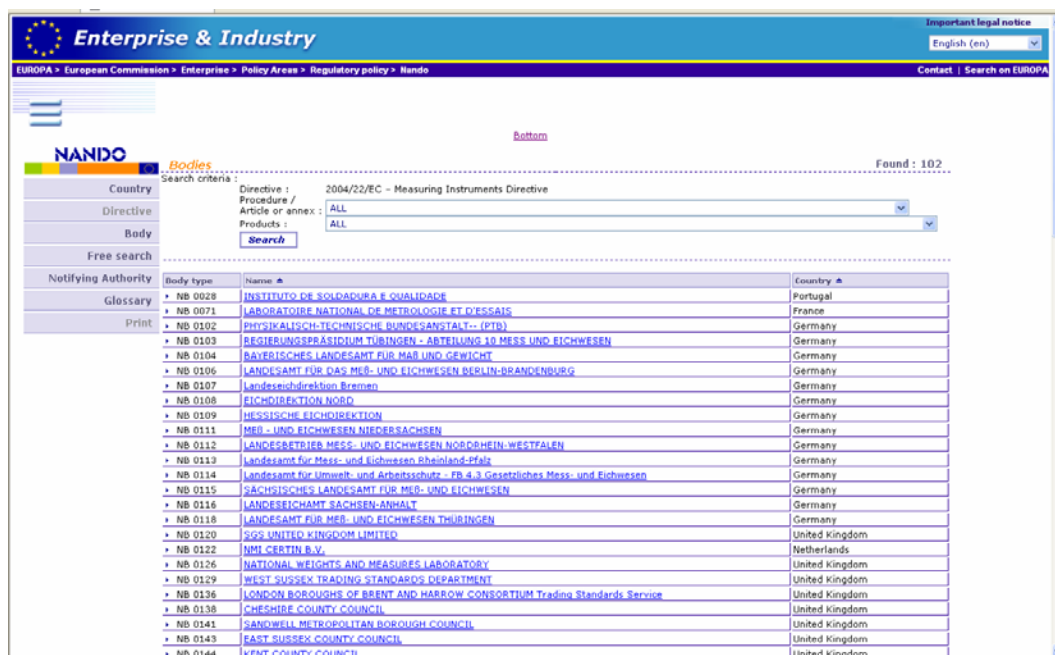 Important legal notice
Enterprise & Industry
English (en)
EUROPA > European Commission > Enterprise > Policy Areas > Regulatory policy > Nando
Contact | Search on EUROPA
Bottom
NANDO
Bodies
Found : 102
Search criteria :
Directive : 2004/22/EC - Measuring Instruments Directive
Procedure /
Article or annex : ALL
Products : ALL
Search
Country
Directive
Body
Free search
Notifying Authority
Glossary
Print
Body type Name Country
NB 0028 INSTITUTO DE SOLDADURA E QUALIDADE Portugal
NB 0071 LABORATOIRE NATIONAL DE METROLOGIE ET D'ESSAIS France
NB 0102 PHYSIKALISCH-TECHNISCHE BUNDESANSTALT-- (PTB) Germany
NB 0103 REGIERUNGSPRÄSIDIUM TÜBINGEN - ABTEILUNG 10 MESS UND EICHWESEN Germany
NB 0104 BAYERISCHES LANDESAMT FÜR MAß UND GEWICHT Germany
NB 0106 LANDESAMT FÜR DAS MEß- UND EICHWESEN BERLIN-BRANDENBURG Germany
NB 0107 Landeseichdirektion Bremen Germany
NB 0108 EICHDIREKTION NORD Germany
NB 0109 HESSISCHE EICHDIREKTION Germany
NB 0111 MEß - UND EICHWESEN NIEDERSACHSEN Germany
NB 0112 LANDESBETRIEB MESS- UND EICHWESEN NORDRHEIN-WESTFALEN Germany
NB 0113 Landesamt für Mess- und Eichwesen Rheinland-Pfalz Germany
NB 0114 Landesamt für Umwelt- und Arbeitsschutz - FB 4.3 Gesetzliches Mess- und Eichwesen Germany
NB 0115 SÄCHSISCHES LANDESAMT FÜR MEß- UND EICHWESEN Germany
NB 0116 LANDESEICHAMT SACHSEN-ANHALT Germany
NB 0118 LANDESAMT FÜR MEß- UND EICHWESEN THÜRINGEN Germany
NB 0120 SGS UNITED KINGDOM LIMITED United Kingdom
NB 0122 NMI CERTIN B.V. Netherlands
NB 0126 NATIONAL WEIGHTS AND MEASURES LABORATORY United Kingdom
NB 0129 WEST SUSSEX TRADING STANDARDS DEPARTMENT United Kingdom
NB 0136 LONDON BOROUGHS OF BRENT AND HARROW CONSORTIUM Trading Standards Service United Kingdom
NB 0138 CHESHIRE COUNTY COUNCIL United Kingdom
NB 0141 SANDWELL METROPOLITAN BOROUGH COUNCIL United Kingdom
NB 0143 EAST SUSSEX COUNTY COUNCIL United Kingdom
NB 0144 KENT COUNTY COUNCIL United Kingdom